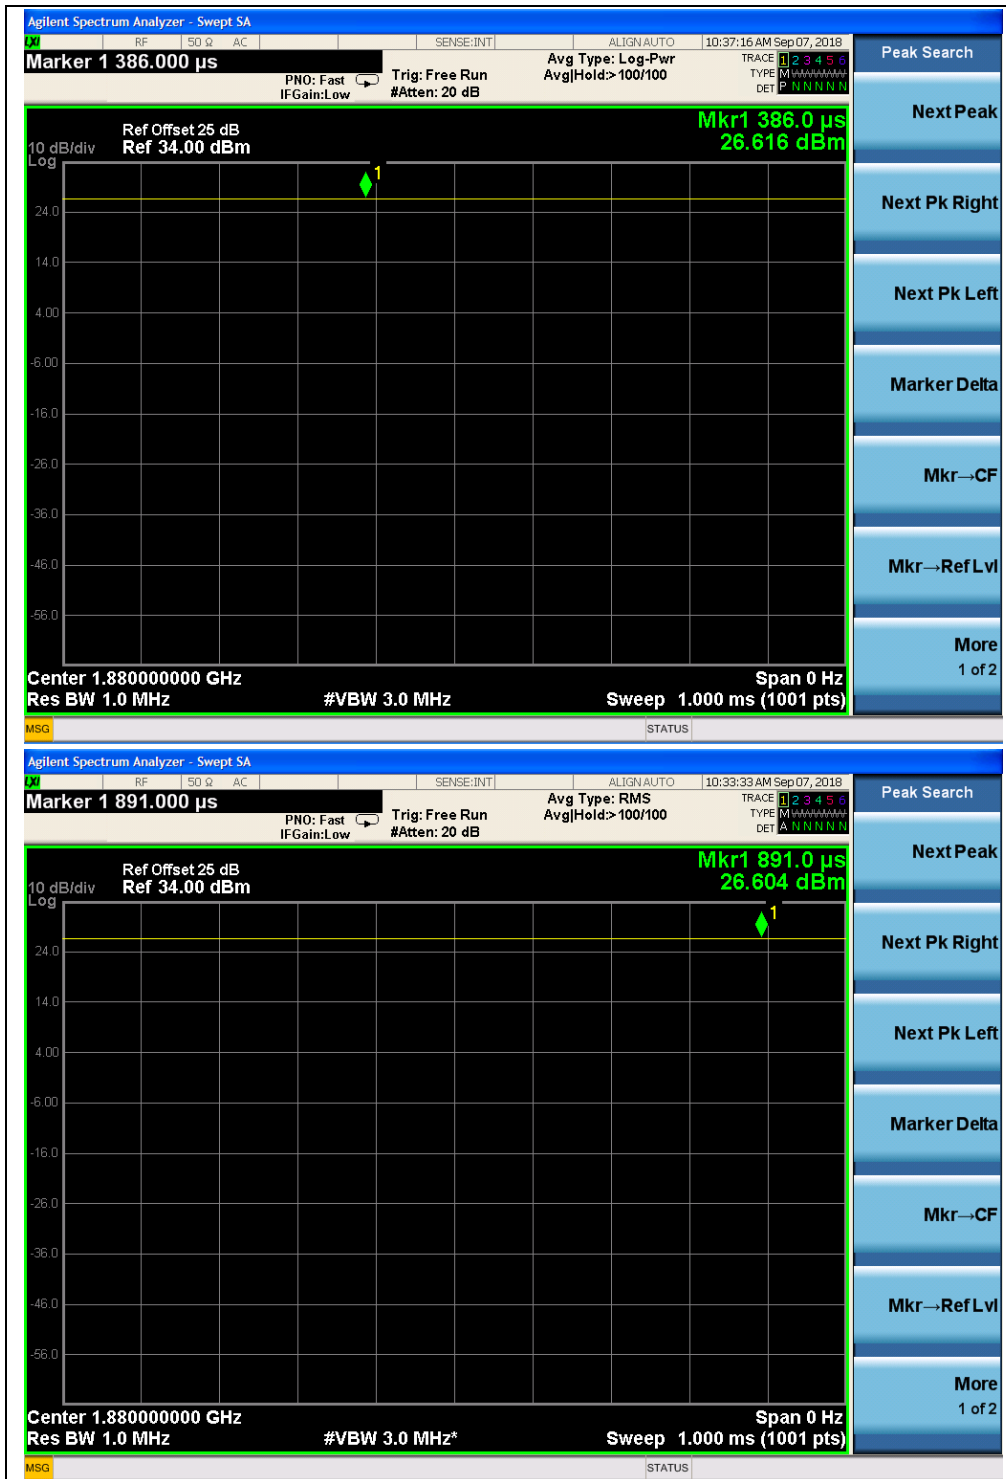 Agilent Spectrum Analyzer - Swept SA
LXI RF 50 Ω AC SENSE:INT ALIGN AUTO 10:37:16 AM Sep 07, 2018
Marker 1 386.000 µs
PNO: Fast
IFGain:Low
Trig: Free Run
#Atten: 20 dB
Avg Type: Log-Pwr
Avg|Hold:>100/100
TRACE 1 2 3 4 5 6
TYPE M
DET P N N N N N
Peak Search
Next Peak
Next Pk Right
Next Pk Left
Marker Delta
Mkr→CF
Mkr→Ref Lvl
More
1 of 2
Mkr1 386.0 µs
26.616 dBm
Ref Offset 25 dB
10 dB/div Ref 34.00 dBm
Log
1
24.0
14.0
4.00
-6.00
-16.0
-26.0
-36.0
-46.0
-56.0
Center 1.880000000 GHz Span 0 Hz
Res BW 1.0 MHz #VBW 3.0 MHz Sweep 1.000 ms (1001 pts)
MSG STATUS
Agilent Spectrum Analyzer - Swept SA
LXI RF 50 Ω AC SENSE:INT ALIGN AUTO 10:33:33 AM Sep 07, 2018
Marker 1 891.000 µs
PNO: Fast
IFGain:Low
Trig: Free Run
#Atten: 20 dB
Avg Type: RMS
Avg|Hold:>100/100
TRACE 1 2 3 4 5 6
TYPE M
DET A N N N N N
Peak Search
Next Peak
Next Pk Right
Next Pk Left
Marker Delta
Mkr→CF
Mkr→Ref Lvl
More
1 of 2
Mkr1 891.0 µs
26.604 dBm
Ref Offset 25 dB
10 dB/div Ref 34.00 dBm
Log
1
24.0
14.0
4.00
-6.00
-16.0
-26.0
-36.0
-46.0
-56.0
Center 1.880000000 GHz Span 0 Hz
Res BW 1.0 MHz #VBW 3.0 MHz* Sweep 1.000 ms (1001 pts)
MSG STATUS